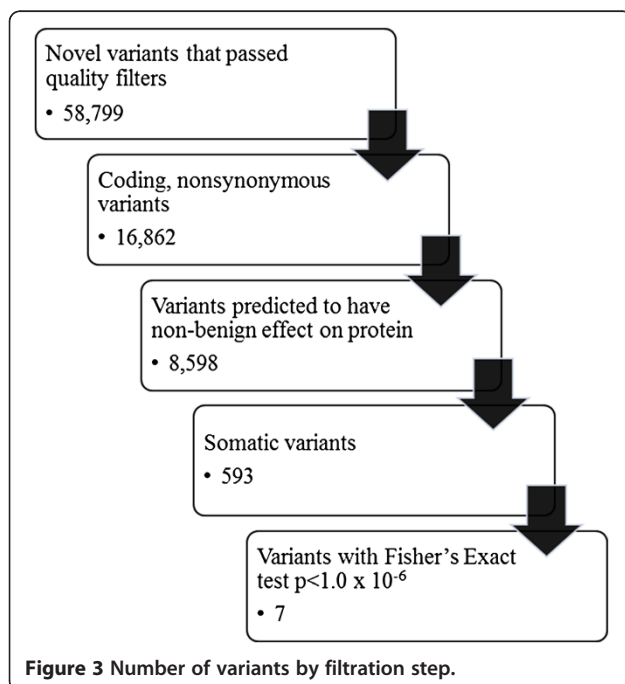 Novel variants that passed
quality filters
• 58,799
Coding, nonsynonymous
variants
• 16,862
Variants predicted to have
non-benign effect on protein
• 8,598
Somatic variants
• 593
Variants with Fisher's Exact
test p<1.0 x 10⁻⁶
• 7
Figure 3 Number of variants by filtration step.